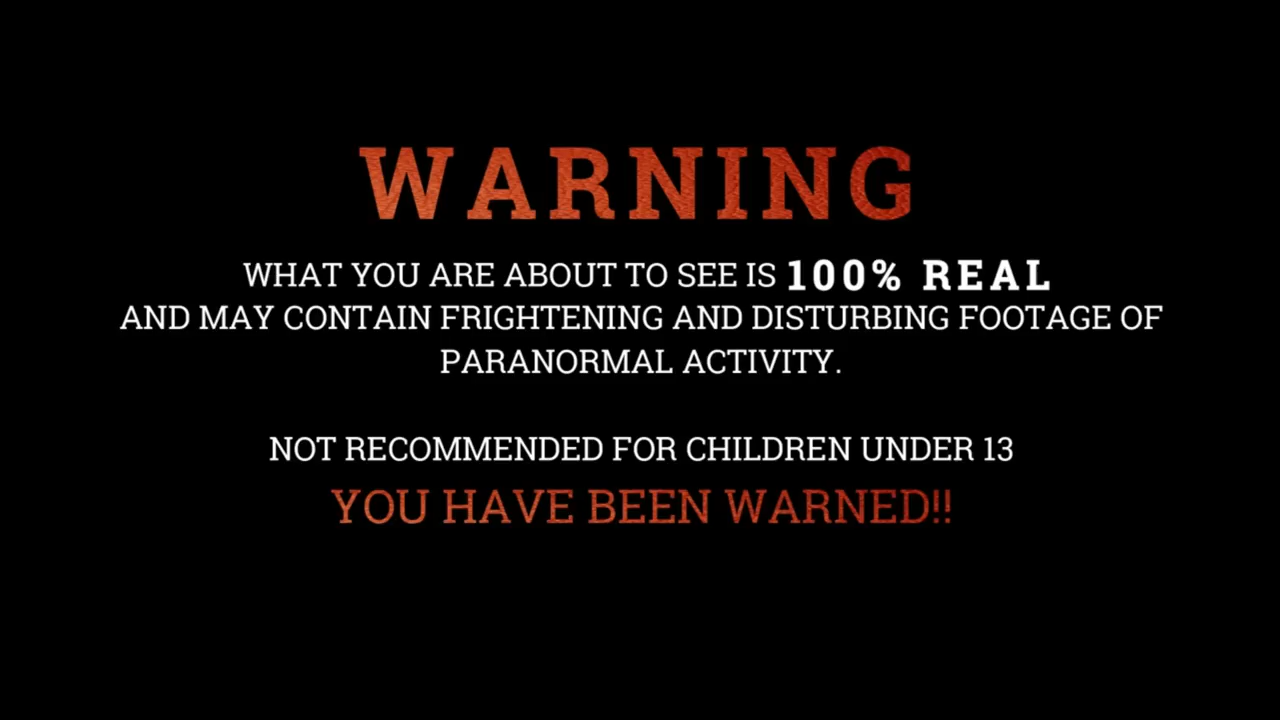 WARNING
WHAT YOU ARE ABOUT TO SEE IS 100% REAL
AND MAY CONTAIN FRIGHTENING AND DISTURBING FOOTAGE OF
PARANORMAL ACTIVITY.
NOT RECOMMENDED FOR CHILDREN UNDER 13
YOU HAVE BEEN WARNED!!